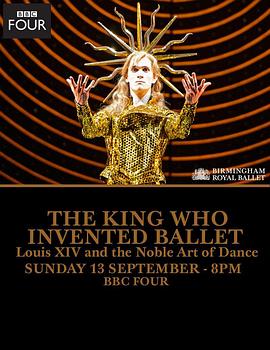 BBC
FOUR
BIRMINGHAM
ROYAL BALLET
THE KING WHO
INVENTED BALLET
Louis XIV and the Noble Art of Dance
SUNDAY 13 SEPTEMBER - 8PM
BBC FOUR